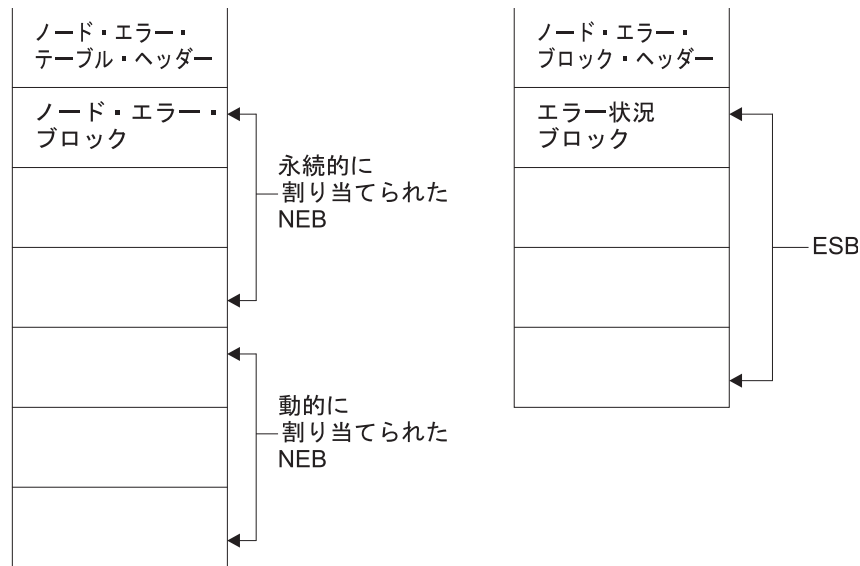 ノード・エラー・
テーブル・ヘッダー
ノード・エラー・
ブロック
永続的に
割り当てられた
NEB
動的に
割り当てられた
NEB
ノード・エラー・
ブロック・ヘッダー
エラー状況
ブロック
ESB